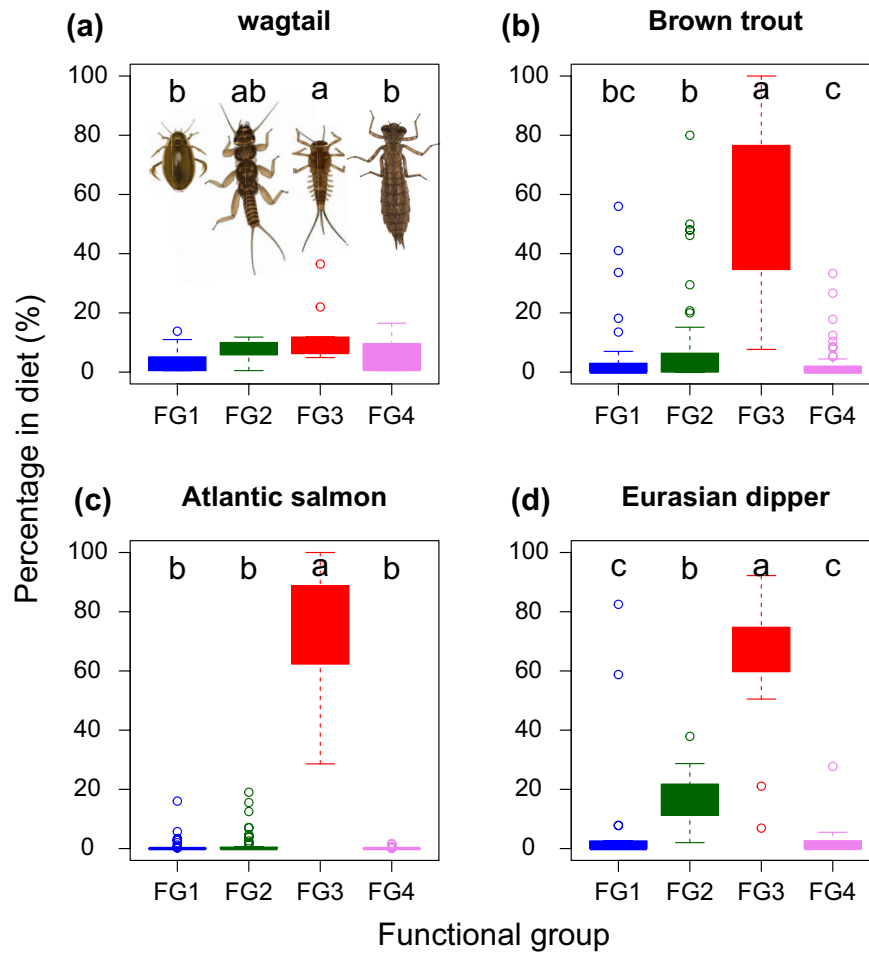 (a) wagtail
b ab a b
100
80
60
40
20
0
FG1 FG2 FG3 FG4
(b) Brown trout
bc b a c
100
80
60
40
20
0
FG1 FG2 FG3 FG4
(c) Atlantic salmon
b b a b
100
80
60
40
20
0
FG1 FG2 FG3 FG4
(d) Eurasian dipper
c b a c
100
80
60
40
20
0
FG1 FG2 FG3 FG4
Percentage in diet (%)
Functional group